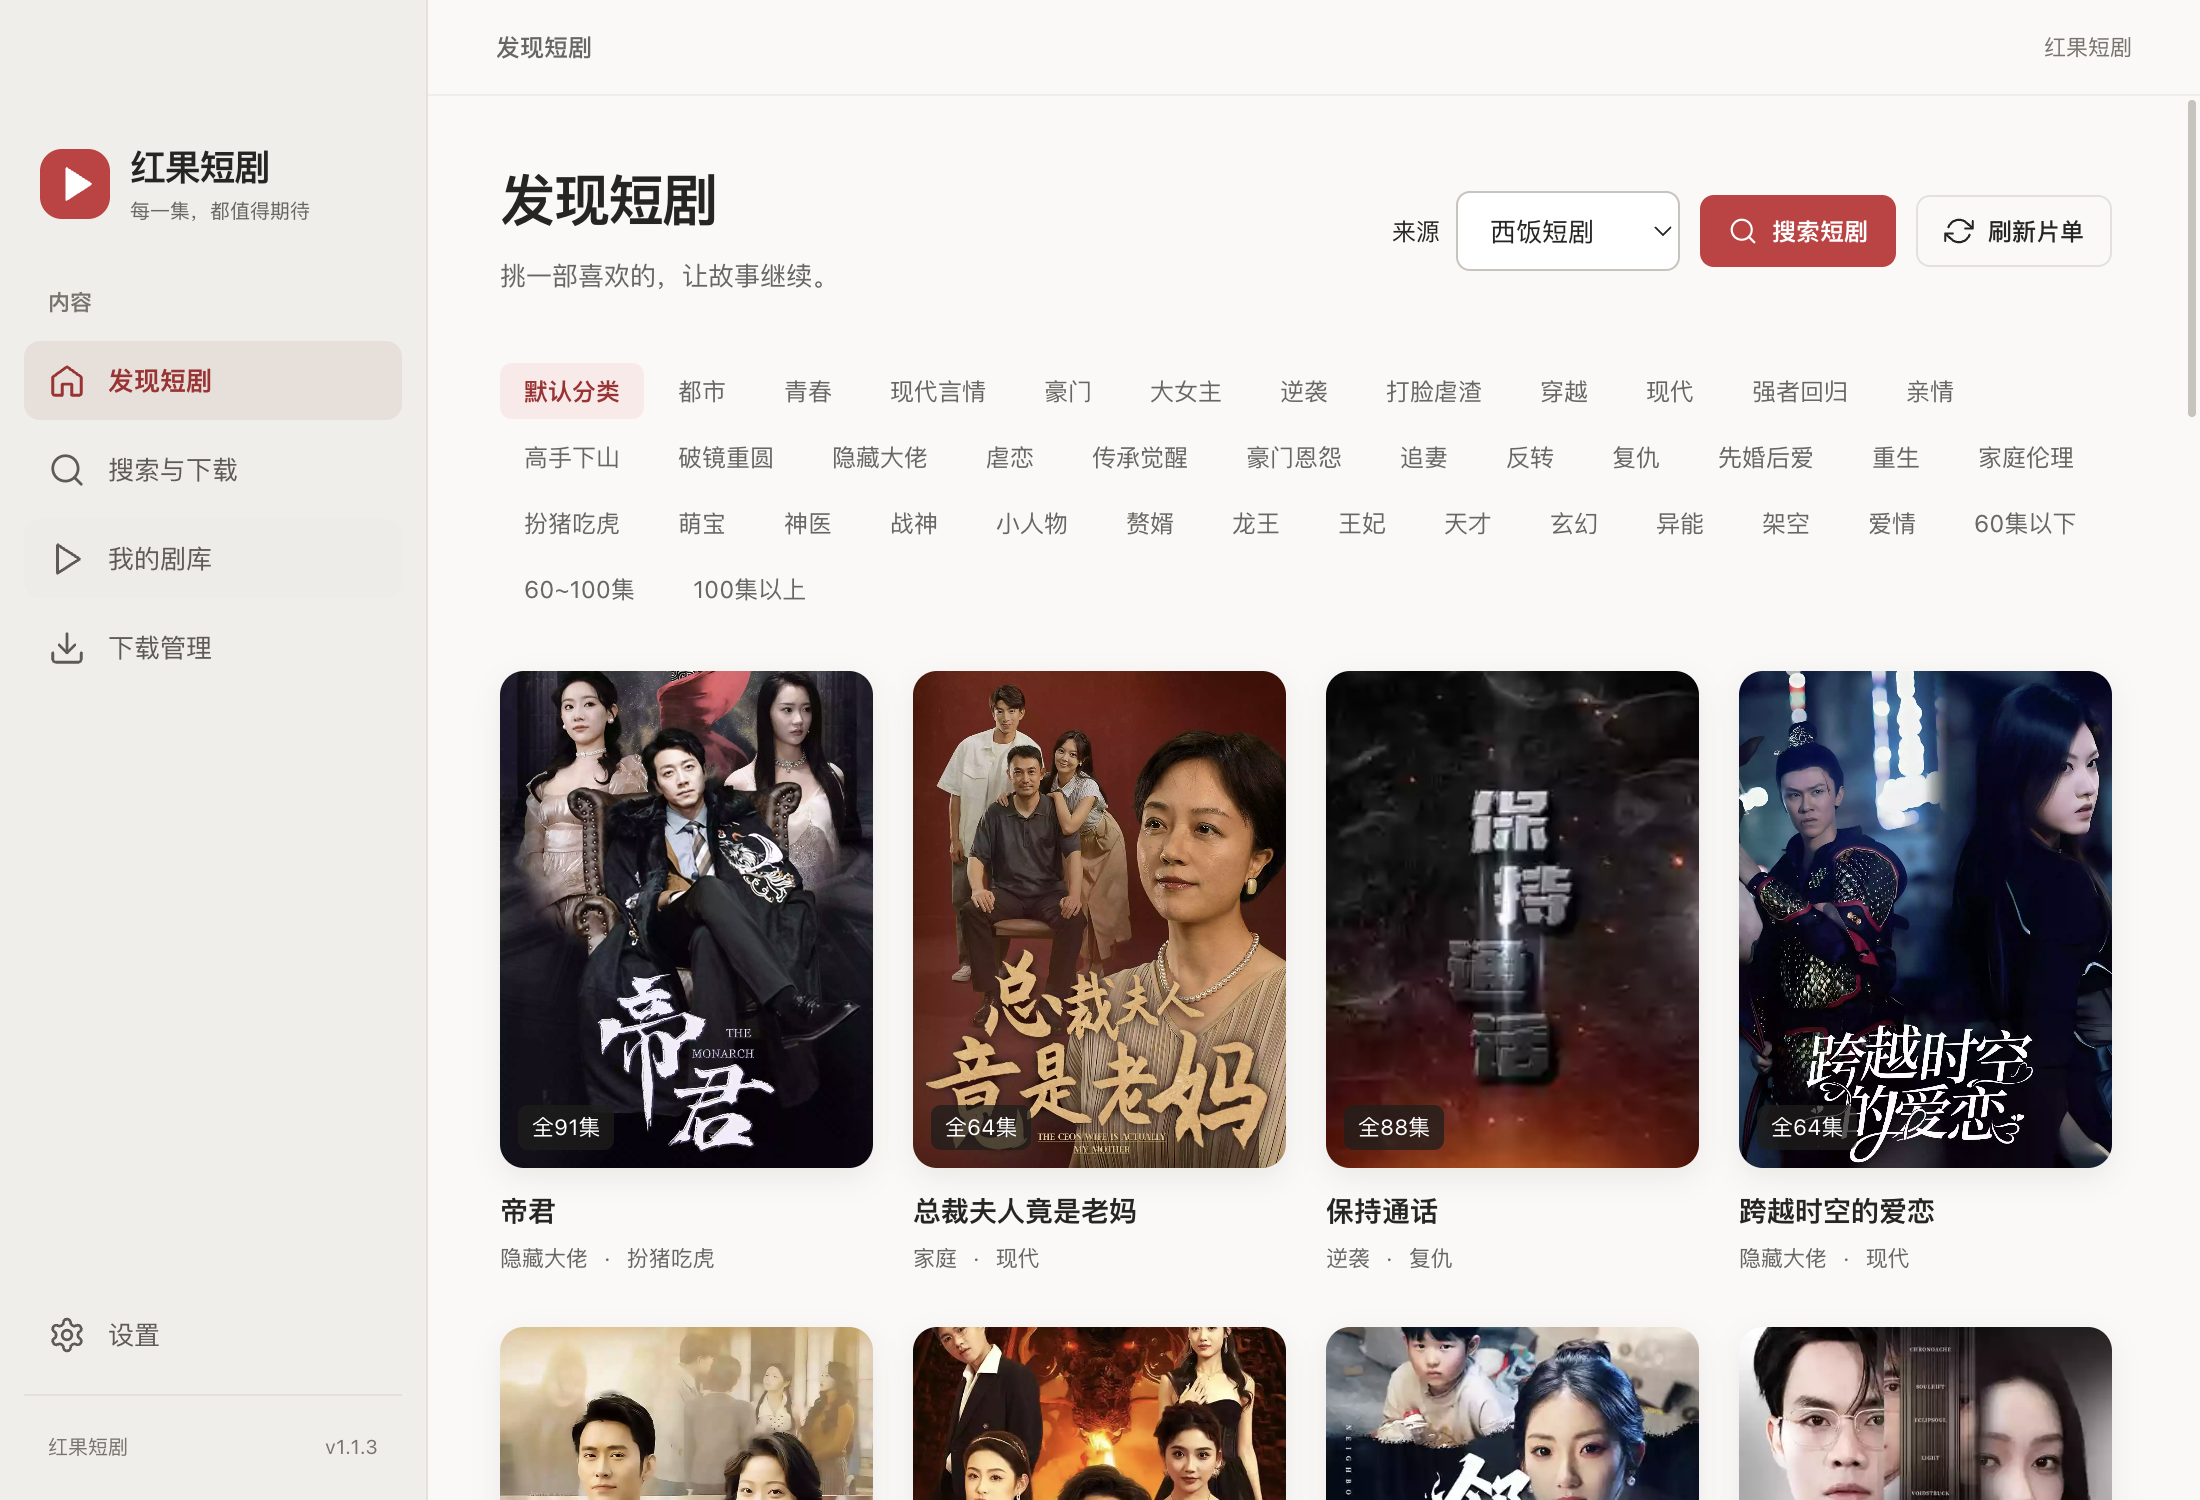 发现短剧
红果短剧
红果短剧
每一集，都值得期待
内容
发现短剧
搜索与下载
我的剧库
下载管理
设置
红果短剧 v1.1.3
发现短剧
挑一部喜欢的，让故事继续。
来源 西饭短剧 搜索短剧 刷新片单
默认分类 都市 青春 现代言情 豪门 大女主 逆袭 打脸虐渣 穿越 现代 强者回归 亲情
高手下山 破镜重圆 隐藏大佬 虐恋 传承觉醒 豪门恩怨 追妻 反转 复仇 先婚后爱 重生 家庭伦理
扮猪吃虎 萌宝 神医 战神 小人物 赘婿 龙王 王妃 天才 玄幻 异能 架空 爱情 60集以下
60~100集 100集以上
帝君
THE
MONARCH
全91集
帝君
隐藏大佬 · 扮猪吃虎
总裁夫人
竟是老妈
THE CEOS WIFE IS ACTUALLY
MY MOTHER
全64集
总裁夫人竟是老妈
家庭 · 现代
保持通话
全88集
保持通话
逆袭 · 复仇
跨越时空
的爱恋
全64集
跨越时空的爱恋
隐藏大佬 · 现代